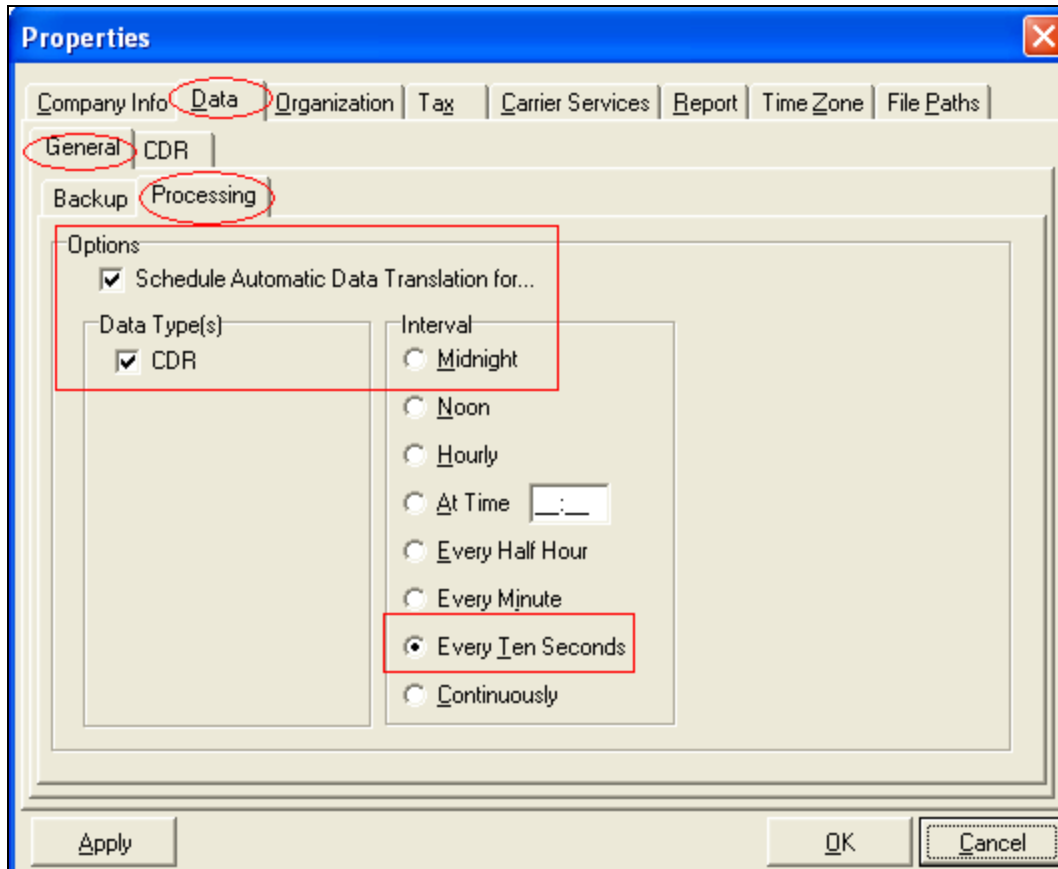 Properties
Company Info Data Organization Tax Carrier Services Report Time Zone File Paths
General CDR
Backup Processing
Options
Schedule Automatic Data Translation for...
Data Type(s) Interval
CDR Midnight
Noon
Hourly
At Time __:__
Every Half Hour
Every Minute
Every Ten Seconds
Continuously
Apply OK Cancel